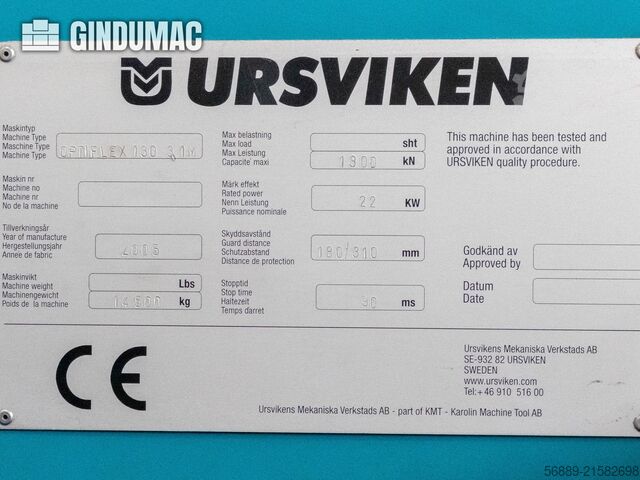 GINDUMAC
URSVIKEN
Maskintyp
Machine Type
Maschine Type
Machine Type
OPTIFLEX 130 3,1M
Maskin nr
Machine no
Machine nr
No de la machine
Tillverkningsår
Year of manufacture
Hergestellungsjahr
Année de fabric
2006
Maskinvikt
Machine weight
Machinengewicht
Poids de la machine
Lbs
14600 kg
Max belastning
Max load
Max Leistung
Capacite maxi
sht
1300 kN
Märk effekt
Rated power
Nenn Leistung
Puissance nominale
22 KW
Skyddsavstånd
Guard distance
Schutzabstand
Distance de protection
180/310 mm
Stopptid
Stop time
Haltezeit
Temps darret
90 ms
This machine has been tested and
approved in accordance with
URSVIKEN quality procedure.
Godkänd av
Approved by
Datum
Date
CE
Ursvikens Mekaniska Verkstads AB
SE-932 82 URSVIKEN
SWEDEN
www.ursviken.com
Tel:+46 910 516 00
Ursvikens Mekaniska Verkstads AB - part of KMT - Karolin Machine Tool AB
56889-21582698